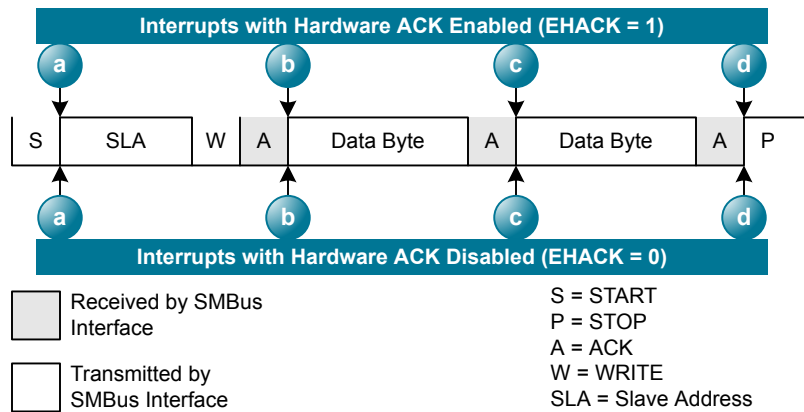 Interrupts with Hardware ACK Enabled (EHACK = 1)
a b c d
S SLA W A Data Byte A Data Byte A P
a b c d
Interrupts with Hardware ACK Disabled (EHACK = 0)
Received by SMBus
Interface
Transmitted by
SMBus Interface
S = START
P = STOP
A = ACK
W = WRITE
SLA = Slave Address